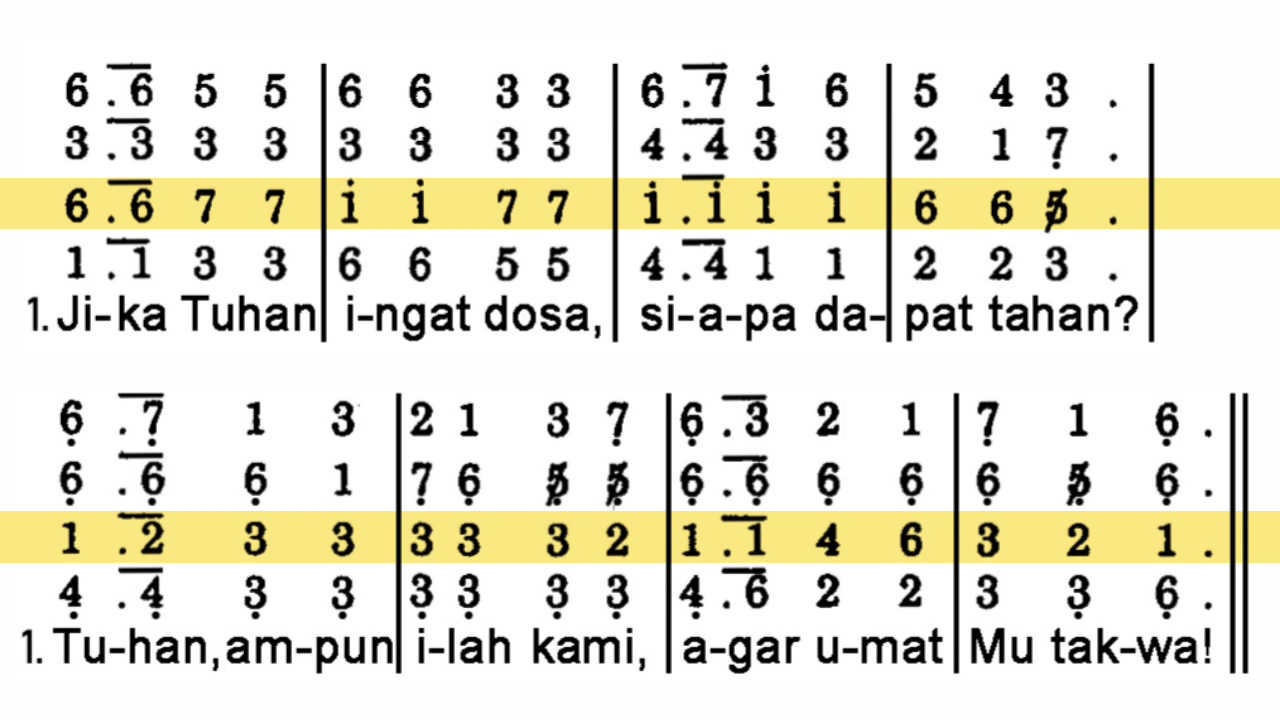 6 .6 5 5 | 6 6 3 3 | 6 .7 1̇ 6 | 5 4 3 . |
3 .3 3 3 | 3 3 3 3 | 4 .4 3 3 | 2 1 7̣ . |
6 .6 7 7 | 1̇ 1̇ 7 7 | 1̇ .1̇ 1̇ 1̇ | 6 6 5̸ . |
1 .1 3 3 | 6 6 5 5 | 4 .4 1 1 | 2 2 3 . |
1. Ji-ka Tuhan | i-ngat dosa, | si-a-pa da- | pat tahan? |
6̣ .7̣ 1 3 | 2 1 3 7̣ | 6̣ .3 2 1 | 7̣ 1 6̣ . ||
6̣ .6̣ 6̣ 1 | 7̣ 6̣ 5̸̣ 5̸̣ | 6̣ .6̣ 6̣ 6̣ | 6̣ 5̸̣ 6̣ . ||
1 .2 3 3 | 3 3 3 2 | 1 .1 4 6 | 3 2 1 . ||
4̣ .4̣ 3̣ 3̣ | 3̣ 3̣ 3̣ 3̣ | 4̣ .6 2 2 | 3 3̣ 6̣ . ||
1. Tu-han, am-pun | i-lah kami, | a-gar u-mat | Mu tak-wa! ||